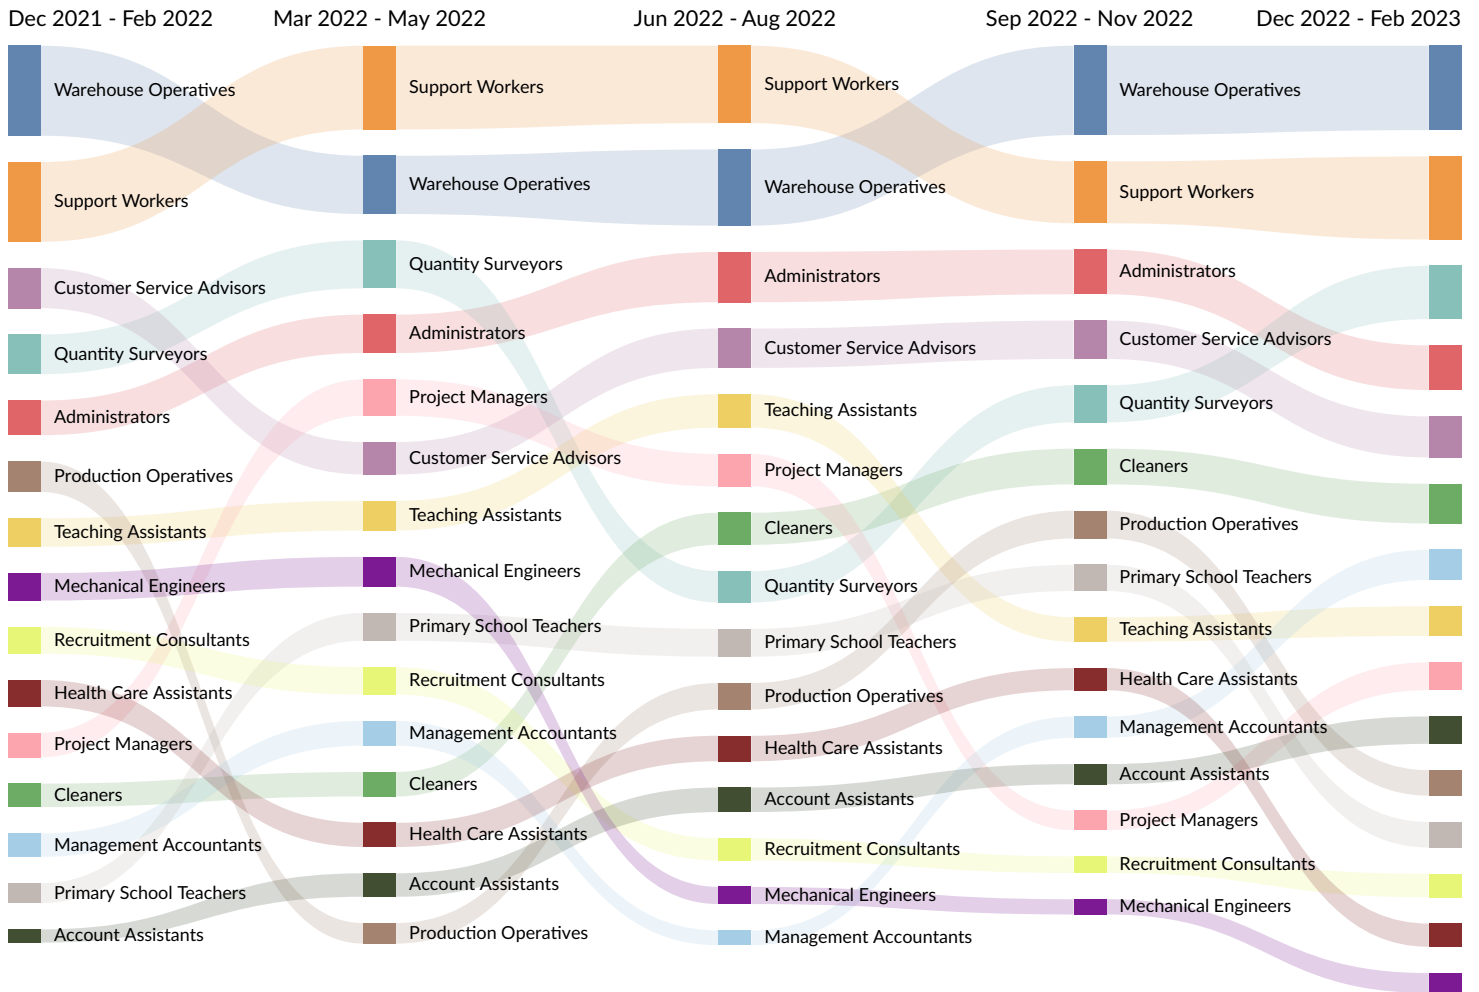 Dec 2021 - Feb 2022
Mar 2022 - May 2022
Jun 2022 - Aug 2022
Sep 2022 - Nov 2022
Dec 2022 - Feb 2023
Warehouse Operatives
Support Workers
Customer Service Advisors
Quantity Surveyors
Administrators
Production Operatives
Teaching Assistants
Mechanical Engineers
Recruitment Consultants
Health Care Assistants
Project Managers
Cleaners
Management Accountants
Primary School Teachers
Account Assistants
Support Workers
Warehouse Operatives
Quantity Surveyors
Administrators
Project Managers
Customer Service Advisors
Teaching Assistants
Mechanical Engineers
Primary School Teachers
Recruitment Consultants
Management Accountants
Cleaners
Health Care Assistants
Account Assistants
Production Operatives
Support Workers
Warehouse Operatives
Administrators
Customer Service Advisors
Teaching Assistants
Project Managers
Cleaners
Quantity Surveyors
Primary School Teachers
Production Operatives
Health Care Assistants
Account Assistants
Recruitment Consultants
Mechanical Engineers
Management Accountants
Warehouse Operatives
Support Workers
Administrators
Customer Service Advisors
Quantity Surveyors
Cleaners
Production Operatives
Primary School Teachers
Teaching Assistants
Health Care Assistants
Management Accountants
Account Assistants
Project Managers
Recruitment Consultants
Mechanical Engineers